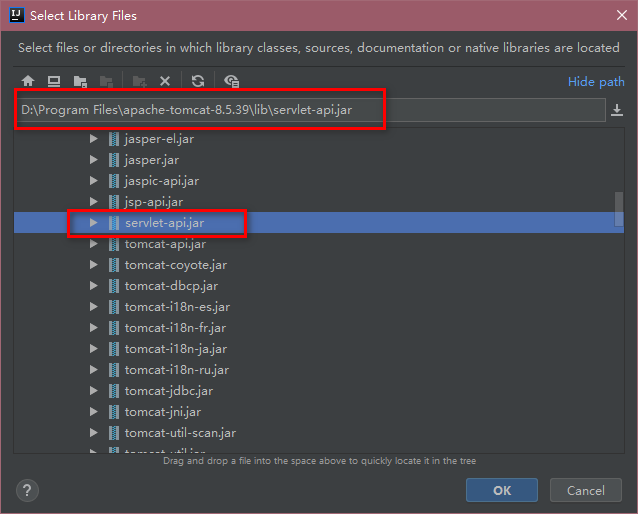 IJ
Select Library Files
Select files or directories in which library classes, sources, documentation or native libraries are located
Hide path
D:\Program Files\apache-tomcat-8.5.39\lib\servlet-api.jar
jasper-el.jar
jasper.jar
jaspic-api.jar
jsp-api.jar
servlet-api.jar
tomcat-api.jar
tomcat-coyote.jar
tomcat-dbcp.jar
tomcat-i18n-es.jar
tomcat-i18n-fr.jar
tomcat-i18n-ja.jar
tomcat-i18n-ru.jar
tomcat-jdbc.jar
tomcat-jni.jar
tomcat-util-scan.jar
tomcat-util.jar
Drag and drop a file into the space above to quickly locate it in the tree
?
OK
Cancel